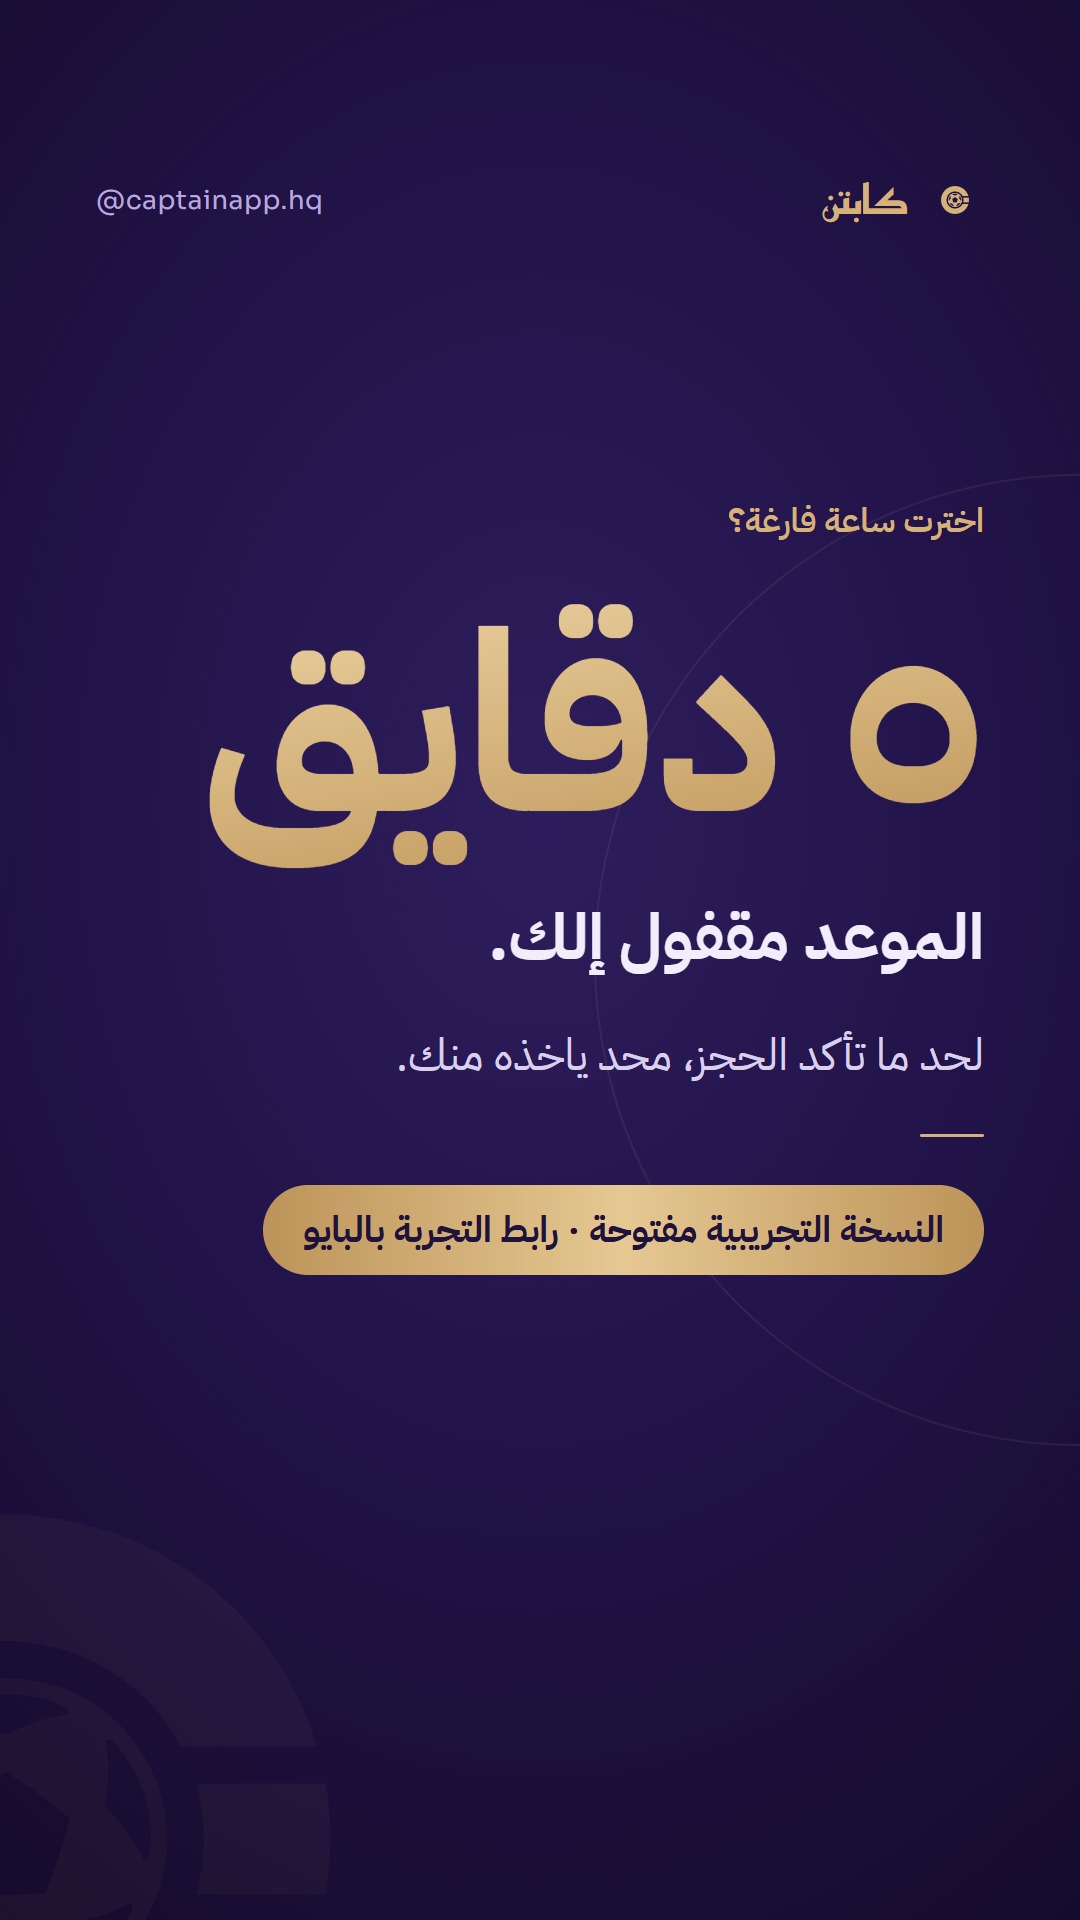 كابتن
@captainapp.hq
اخترت ساعة فارغة؟
٥ دقايق
الموعد مقفول إلك.
لحد ما تأكد الحجز، محد ياخذه منك.
النسخة التجريبية مفتوحة · رابط التجربة بالبايو